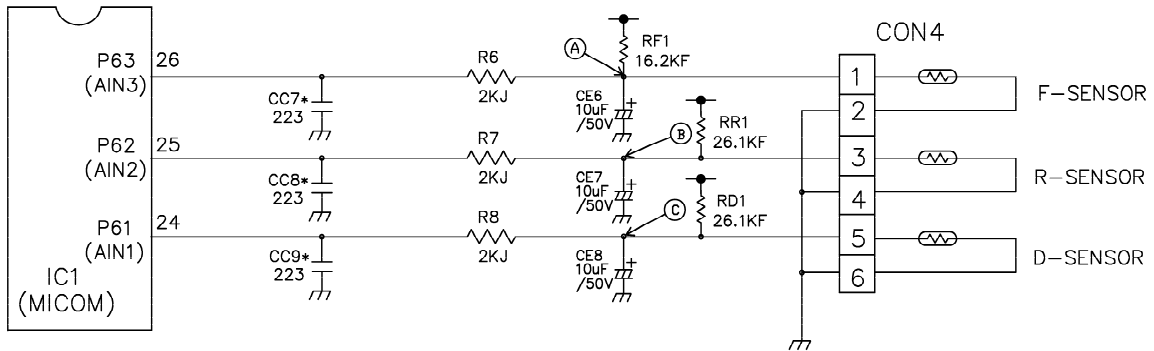 P63
(AIN3)
26
CC7*
223
R6
2KJ
A
RF1
16.2KF
CE6
10uF
/50V
+
CON4
1
2
F-SENSOR
P62
(AIN2)
25
CC8*
223
R7
2KJ
B
RR1
26.1KF
CE7
10uF
/50V
+
3
4
R-SENSOR
P61
(AIN1)
24
CC9*
223
R8
2KJ
C
RD1
26.1KF
CE8
10uF
/50V
+
5
6
D-SENSOR
IC1
(MICOM)